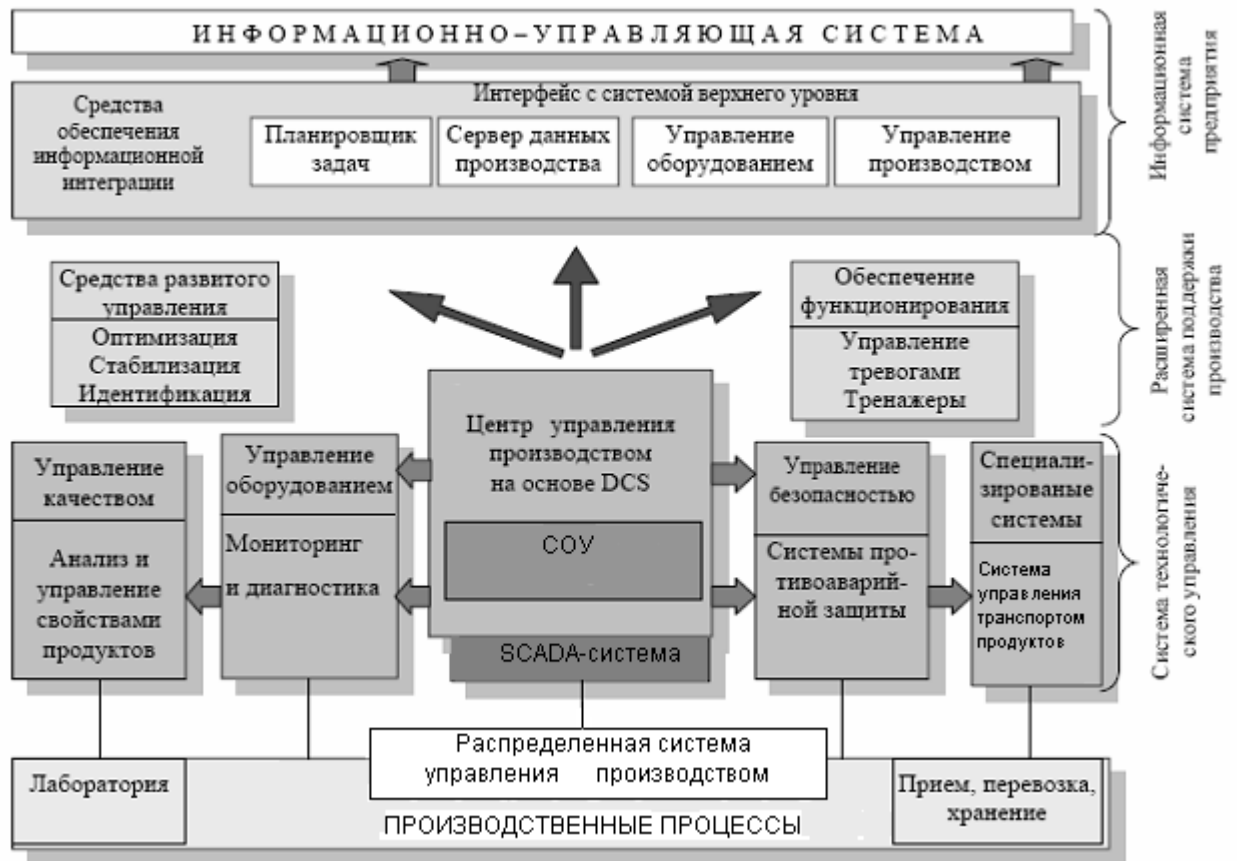 ИНФОРМАЦИОННО–УПРАВЛЯЮЩАЯ СИСТЕМА
Интерфейс с системой верхнего уровня
Средства
обеспечения
информационной
интеграции
Планировщик
задач
Сервер данных
производства
Управление
оборудованием
Управление
производством
Информационная
система
предприятия
Средства развитого
управления
Оптимизация
Стабилизация
Идентификация
Обеспечение
функционирования
Управление
тревогами
Тренажеры
Расширенная
система поддержки
производства
Управление
качеством
Анализ и
управление
свойствами
продуктов
Управление
оборудованием
Мониторинг
и диагностика
Центр управления
производством
на основе DCS
СОУ
SCADA-система
Управление
безопасностью
Системы про-
тивоаварий-
ной защиты
Специали-
зированые
системы
Система
управления
транспортом
продуктов
Система технологиче-
ского управления
Распределенная система
управления производством
Лаборатория
Прием, перевозка,
хранение
ПРОИЗВОДСТВЕННЫЕ ПРОЦЕССЫ